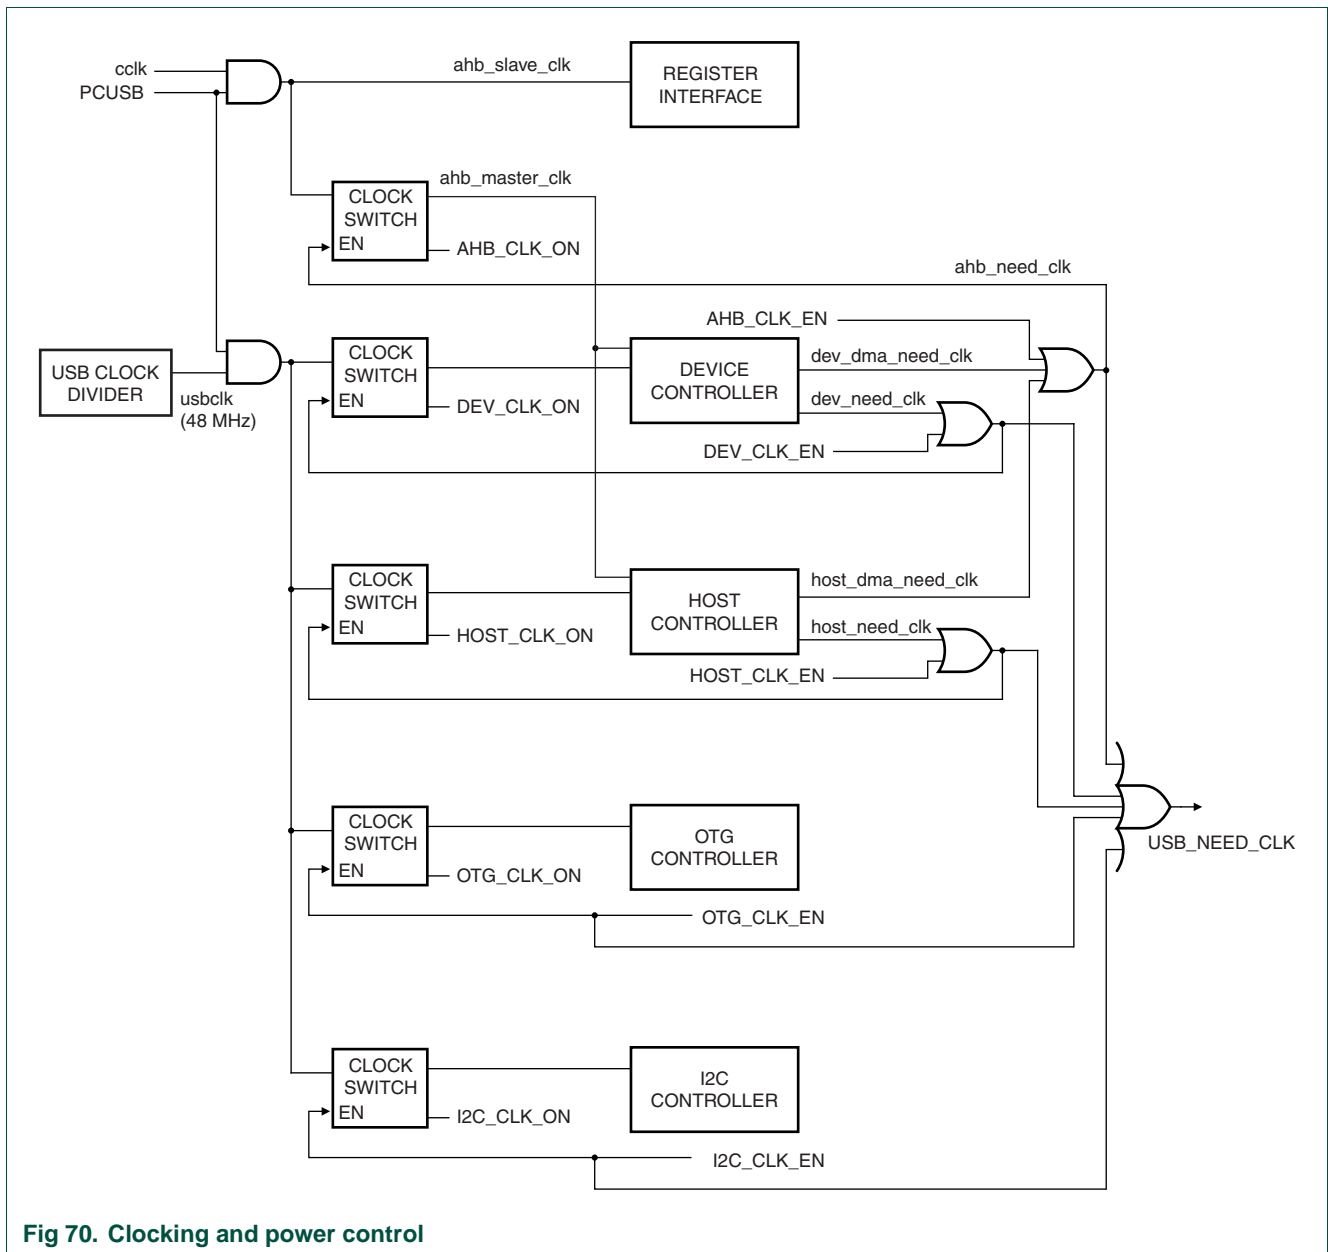 cclk
PCUSB
ahb_slave_clk
REGISTER
INTERFACE
CLOCK
SWITCH
EN
ahb_master_clk
AHB_CLK_ON
ahb_need_clk
AHB_CLK_EN
USB CLOCK
DIVIDER
usbclk
(48 MHz)
CLOCK
SWITCH
EN
DEV_CLK_ON
DEVICE
CONTROLLER
dev_dma_need_clk
dev_need_clk
DEV_CLK_EN
CLOCK
SWITCH
EN
HOST_CLK_ON
HOST
CONTROLLER
host_dma_need_clk
host_need_clk
HOST_CLK_EN
CLOCK
SWITCH
EN
OTG_CLK_ON
OTG
CONTROLLER
OTG_CLK_EN
USB_NEED_CLK
CLOCK
SWITCH
EN
I2C_CLK_ON
I2C
CONTROLLER
I2C_CLK_EN
Fig 70. Clocking and power control